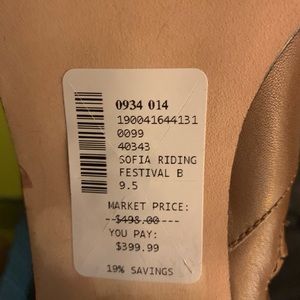 0934 014
190041644131
0099
40343
SOFIA RIDING
FESTIVAL B
9.5
MARKET PRICE:
$498.00
YOU PAY:
$399.99
19% SAVINGS